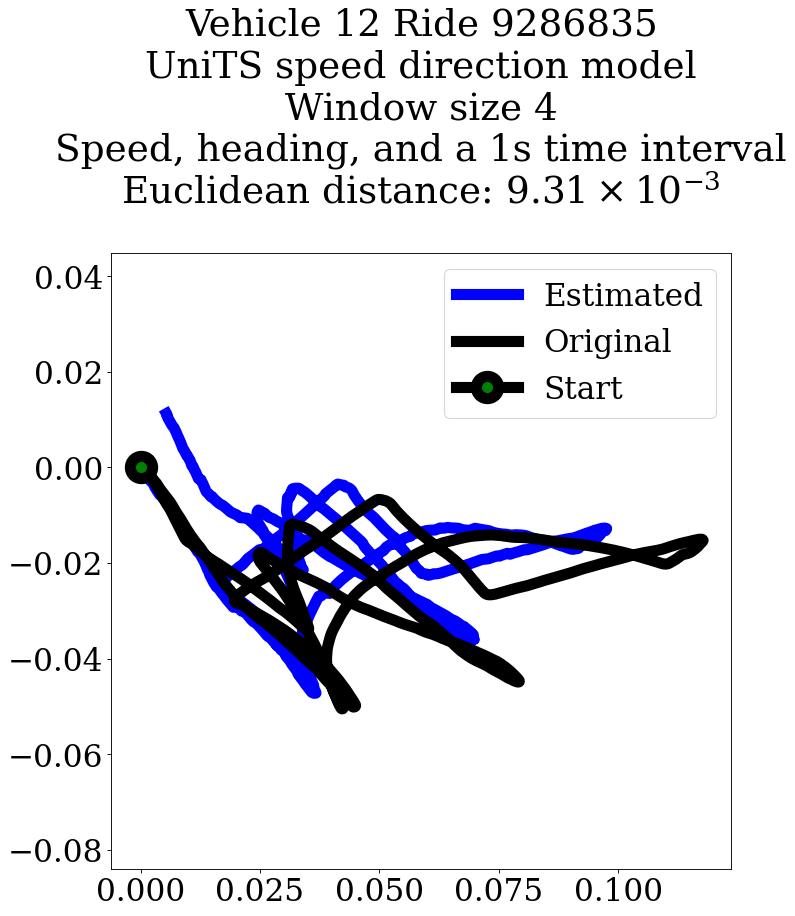 Vehicle 12 Ride 9286835
UniTS speed direction model
Window size 4
Speed, heading, and a 1s time interval
Euclidean distance: 9.31 × 10⁻³
Estimated
Original
Start
0.04
0.02
0.00
−0.02
−0.04
−0.06
−0.08
0.000 0.025 0.050 0.075 0.100